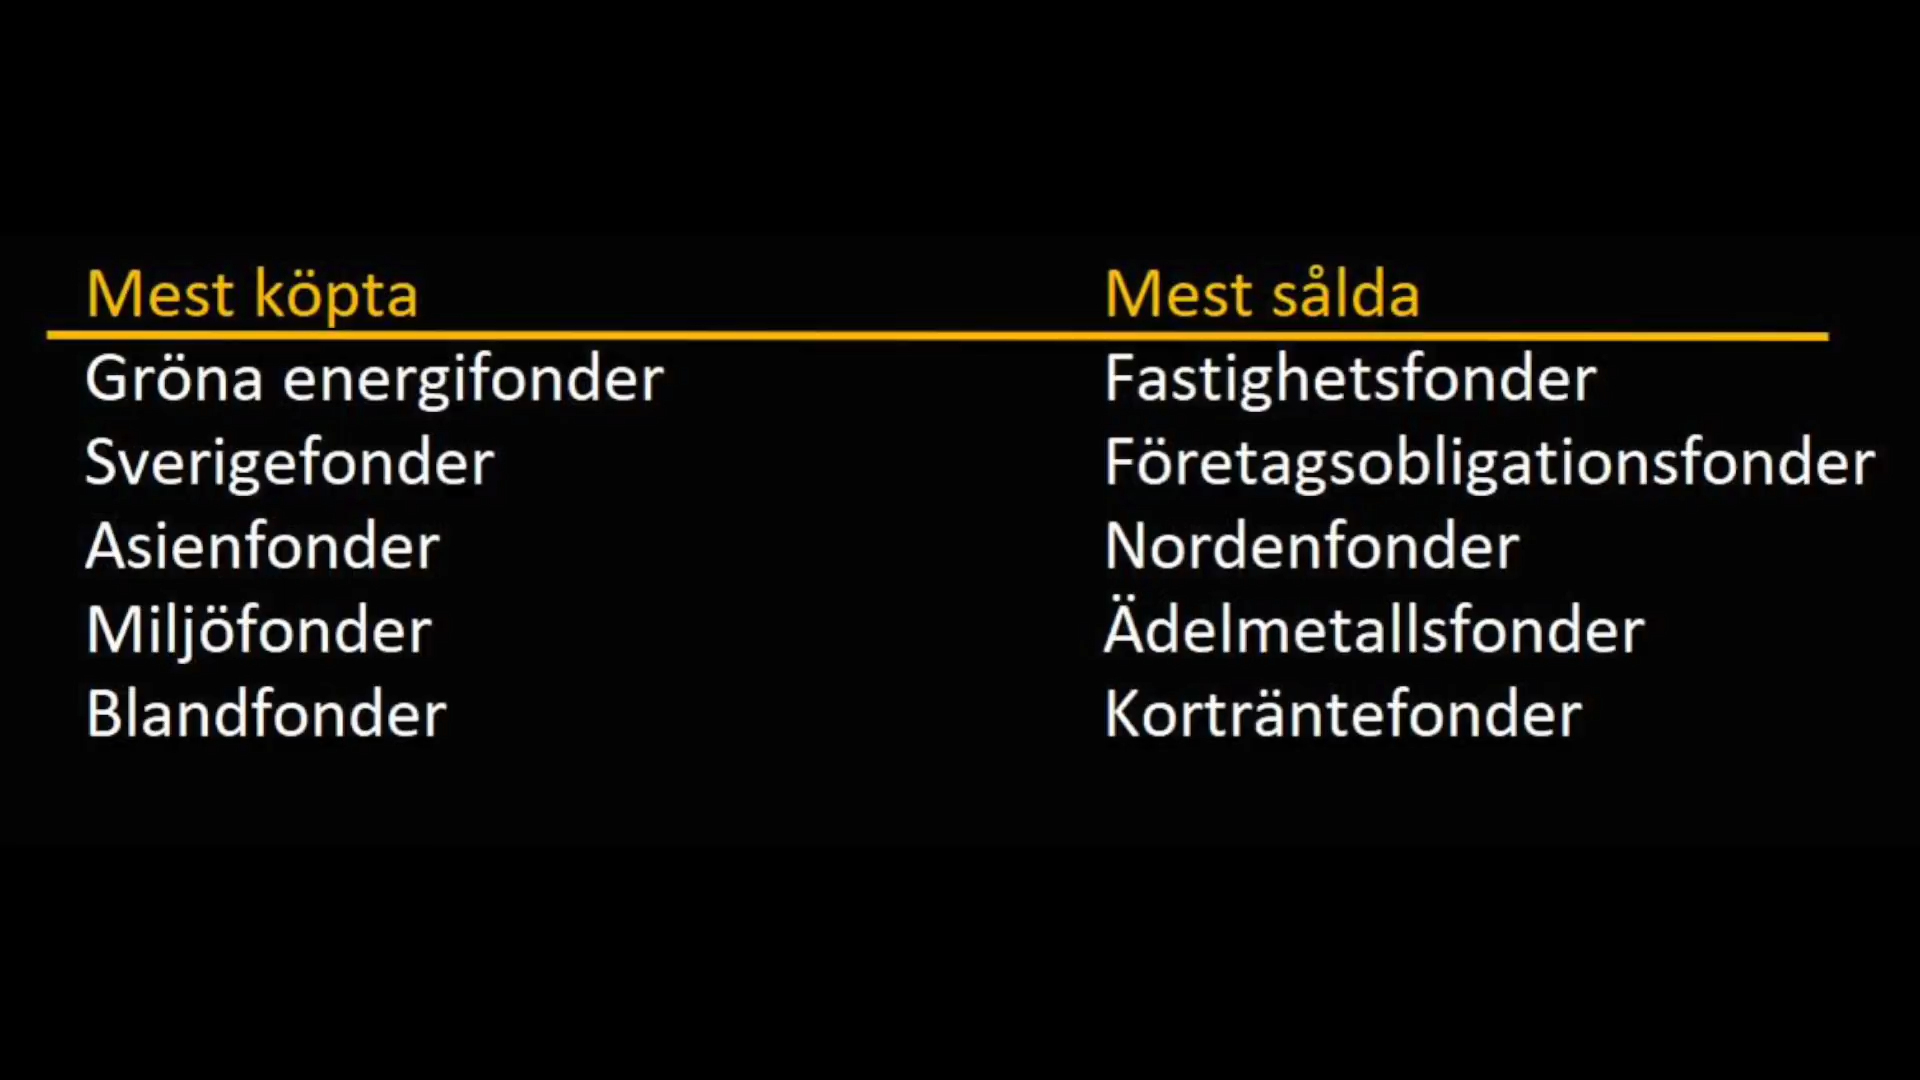 Mest köpta
Mest sålda
Gröna energifonder
Fastighetsfonder
Sverigefonder
Företagsobligationsfonder
Asienfonder
Nordenfonder
Miljöfonder
Ädelmetallsfonder
Blandfonder
Korträntefonder